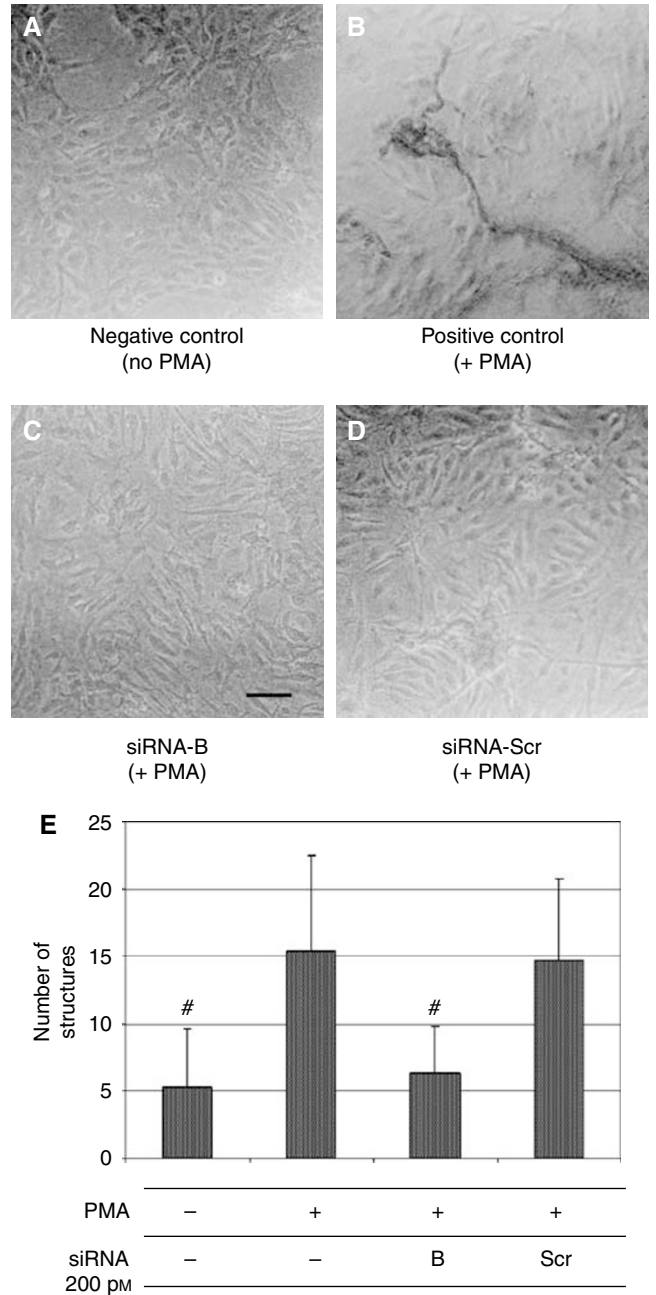 A
B
Negative control
(no PMA)
Positive control
(+ PMA)
C
D
siRNA-B
(+ PMA)
siRNA-Scr
(+ PMA)
E
25
20
15
10
5
0
Number of
structures
#
#
PMA – + + +
siRNA – – B Scr
200 pM